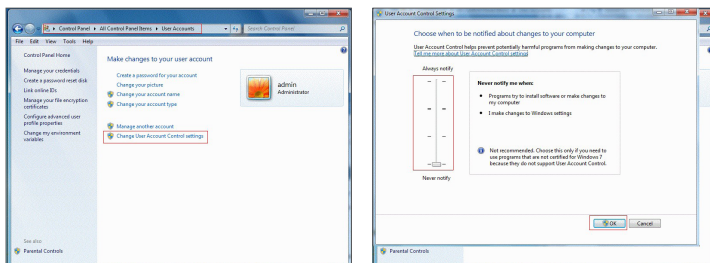 Control Panel ▸ All Control Panel Items ▸ User Accounts
Search Control Panel
File Edit View Tools Help
Control Panel Home
Manage your credentials
Create a password reset disk
Link online IDs
Manage your file encryption
certificates
Configure advanced user
profile properties
Change my environment
variables
See also
Parental Controls
Make changes to your user account
Create a password for your account
Change your picture
Change your account name
Change your account type
Manage another account
Change User Account Control settings
admin
Administrator
User Account Control Settings
Choose when to be notified about changes to your computer
User Account Control helps prevent potentially harmful programs from making changes to your computer.
Tell me more about User Account Control settings
Always notify
Never notify me when:
• Programs try to install software or make changes to
my computer
• I make changes to Windows settings
Not recommended. Choose this only if you need to
use programs that are not certified for Windows 7
because they do not support User Account Control.
Never notify
OK
Cancel
Parental Controls